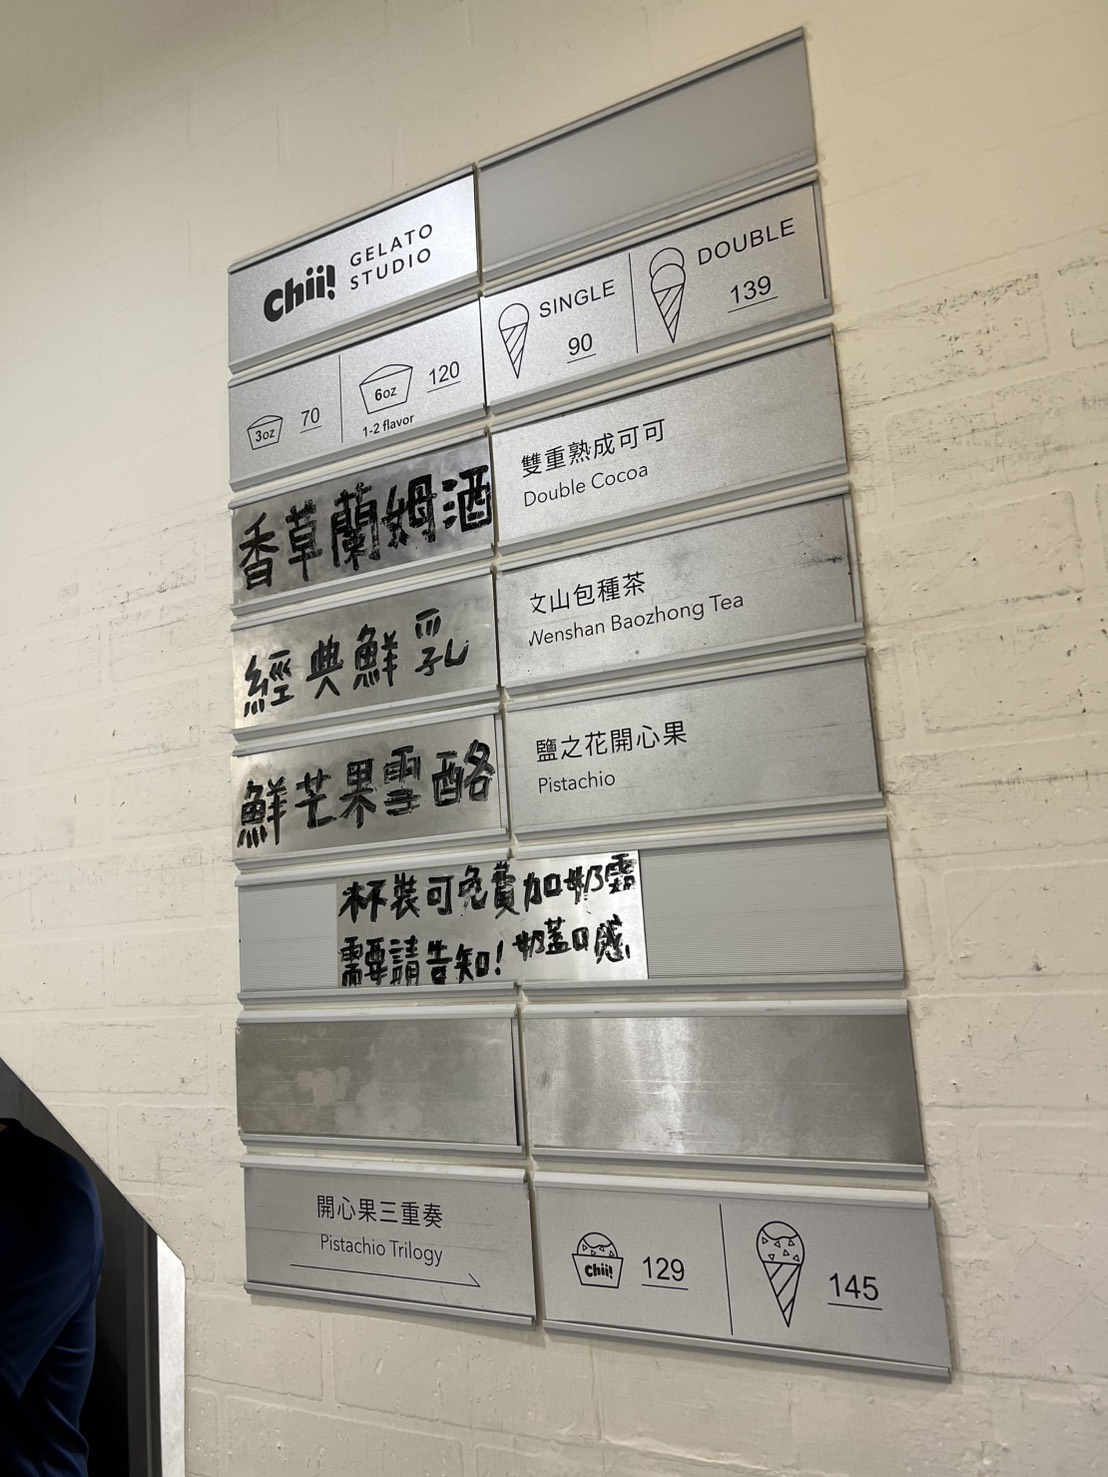 Chii! GELATO
STUDIO
3oz 70
6oz 120
1-2 flavor
SINGLE
90
DOUBLE
139
香草蘭姆酒
雙重熟成可可
Double Cocoa
經典鮮乳
文山包種茶
Wenshan Baozhong Tea
鮮芒果雪酪
鹽之花開心果
Pistachio
杯裝可免費加奶霜
需要請告知! 奶蓋口感
開心果三重奏
Pistachio Trilogy
Chii! 129
145